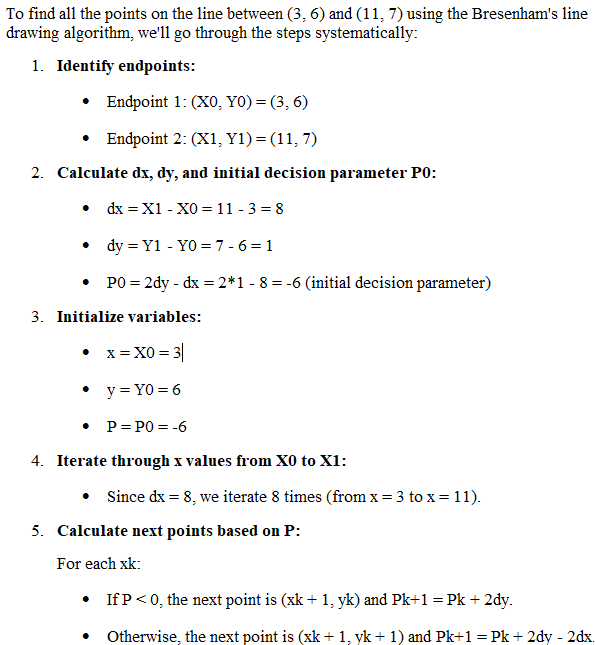 To find all the points on the line between (3, 6) and (11, 7) using the Bresenham's line
drawing algorithm, we'll go through the steps systematically:
1. Identify endpoints:
• Endpoint 1: (X0, Y0) = (3, 6)
• Endpoint 2: (X1, Y1) = (11, 7)
2. Calculate dx, dy, and initial decision parameter P0:
• dx = X1 - X0 = 11 - 3 = 8
• dy = Y1 - Y0 = 7 - 6 = 1
• P0 = 2dy - dx = 2*1 - 8 = -6 (initial decision parameter)
3. Initialize variables:
• x = X0 = 3
• y = Y0 = 6
• P = P0 = -6
4. Iterate through x values from X0 to X1:
• Since dx = 8, we iterate 8 times (from x = 3 to x = 11).
5. Calculate next points based on P:
For each xk:
• If P < 0, the next point is (xk + 1, yk) and Pk+1 = Pk + 2dy.
• Otherwise, the next point is (xk + 1, yk + 1) and Pk+1 = Pk + 2dy - 2dx.